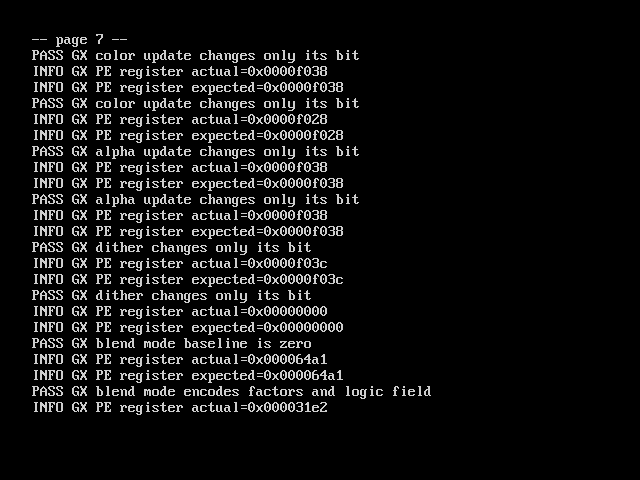 -- page 7 --
PASS GX color update changes only its bit
INFO GX PE register actual=0x0000f038
INFO GX PE register expected=0x0000f038
PASS GX color update changes only its bit
INFO GX PE register actual=0x0000f028
INFO GX PE register expected=0x0000f028
PASS GX alpha update changes only its bit
INFO GX PE register actual=0x0000f038
INFO GX PE register expected=0x0000f038
PASS GX alpha update changes only its bit
INFO GX PE register actual=0x0000f038
INFO GX PE register expected=0x0000f038
PASS GX dither changes only its bit
INFO GX PE register actual=0x0000f03c
INFO GX PE register expected=0x0000f03c
PASS GX dither changes only its bit
INFO GX PE register actual=0x00000000
INFO GX PE register expected=0x00000000
PASS GX blend mode baseline is zero
INFO GX PE register actual=0x000064a1
INFO GX PE register expected=0x000064a1
PASS GX blend mode encodes factors and logic field
INFO GX PE register actual=0x000031e2